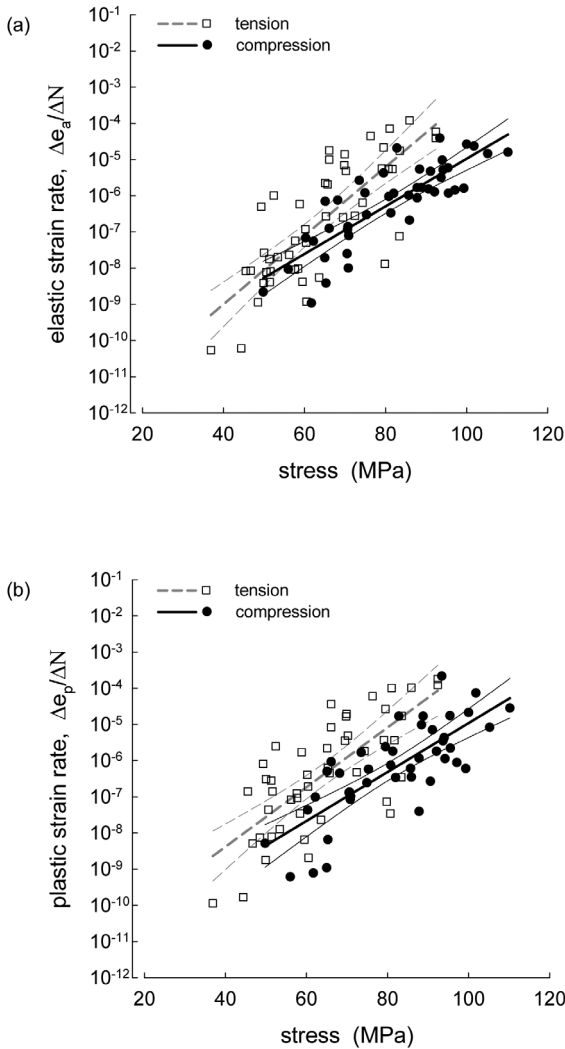 (a)
10⁻¹
10⁻²
10⁻³
10⁻⁴
10⁻⁵
10⁻⁶
10⁻⁷
10⁻⁸
10⁻⁹
10⁻¹⁰
10⁻¹¹
10⁻¹²
elastic strain rate, Δeₐ/ΔN
tension
compression
20 40 60 80 100 120
stress (MPa)
(b)
10⁻¹
10⁻²
10⁻³
10⁻⁴
10⁻⁵
10⁻⁶
10⁻⁷
10⁻⁸
10⁻⁹
10⁻¹⁰
10⁻¹¹
10⁻¹²
plastic strain rate, Δeₚ/ΔN
tension
compression
20 40 60 80 100 120
stress (MPa)